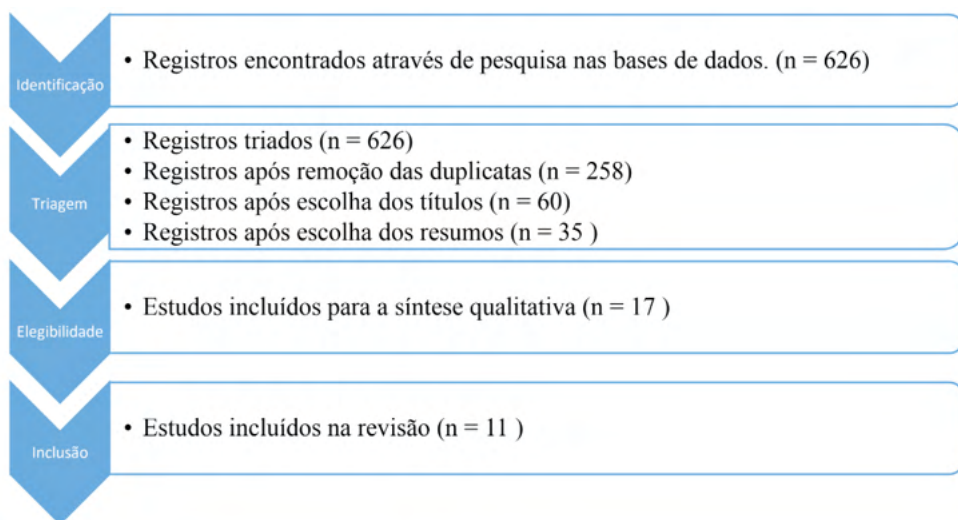 Identificação
• Registros encontrados através de pesquisa nas bases de dados. (n = 626)
Triagem
• Registros triados (n = 626)
• Registros após remoção das duplicatas (n = 258)
• Registros após escolha dos títulos (n = 60)
• Registros após escolha dos resumos (n = 35 )
Elegibilidade
• Estudos incluídos para a síntese qualitativa (n = 17 )
Inclusão
• Estudos incluídos na revisão (n = 11 )